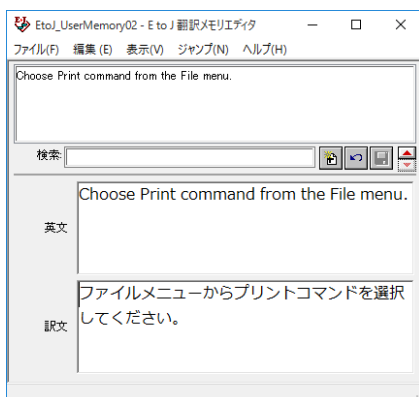 EtoJ_UserMemory02 - E to J 翻訳メモリエディタ
ファイル(F) 編集(E) 表示(V) ジャンプ(N) ヘルプ(H)
Choose Print command from the File menu.
検索:
英文
Choose Print command from the File menu.
訳文
ファイルメニューからプリントコマンドを選択
してください。